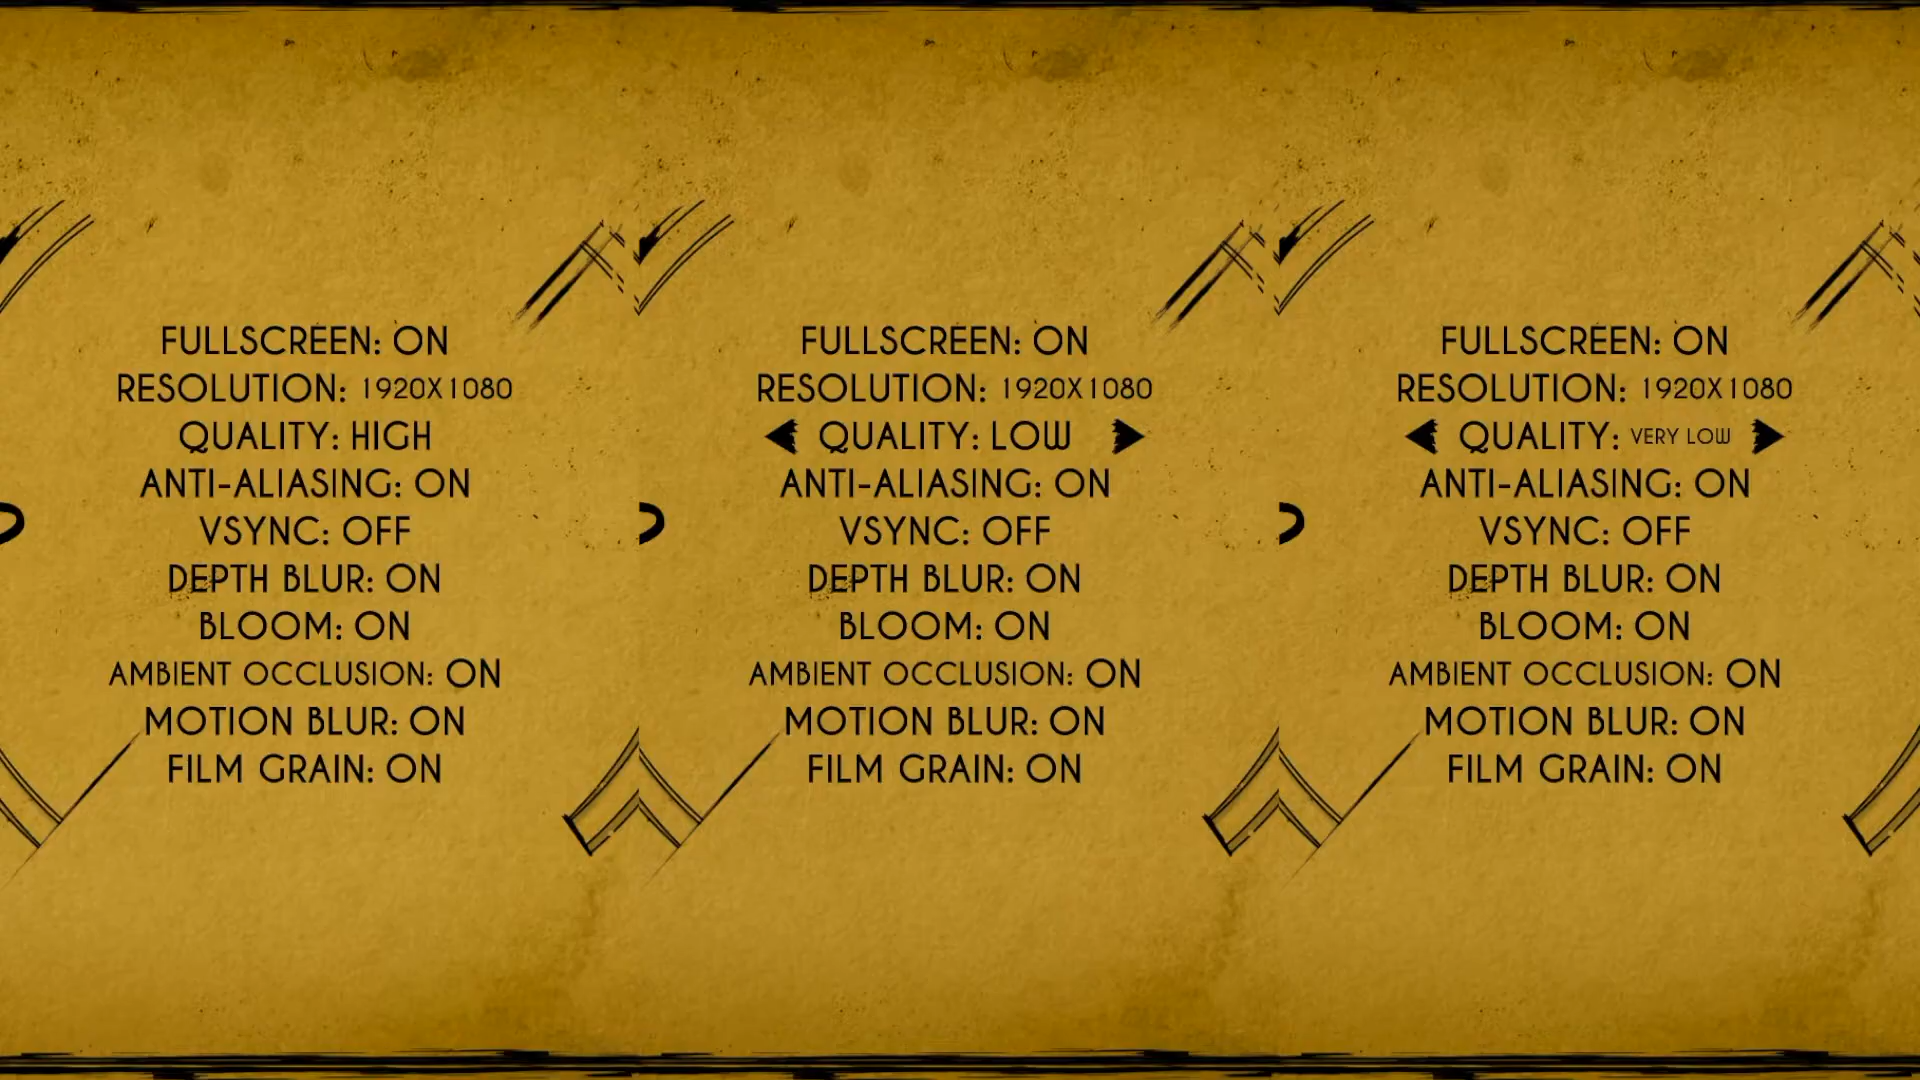 FULLSCREEN: ON
RESOLUTION: 1920X1080
QUALITY: HIGH
ANTI-ALIASING: ON
VSYNC: OFF
DEPTH BLUR: ON
BLOOM: ON
AMBIENT OCCLUSION: ON
MOTION BLUR: ON
FILM GRAIN: ON
FULLSCREEN: ON
RESOLUTION: 1920X1080
QUALITY: LOW
ANTI-ALIASING: ON
VSYNC: OFF
DEPTH BLUR: ON
BLOOM: ON
AMBIENT OCCLUSION: ON
MOTION BLUR: ON
FILM GRAIN: ON
FULLSCREEN: ON
RESOLUTION: 1920X1080
QUALITY: VERY LOW
ANTI-ALIASING: ON
VSYNC: OFF
DEPTH BLUR: ON
BLOOM: ON
AMBIENT OCCLUSION: ON
MOTION BLUR: ON
FILM GRAIN: ON